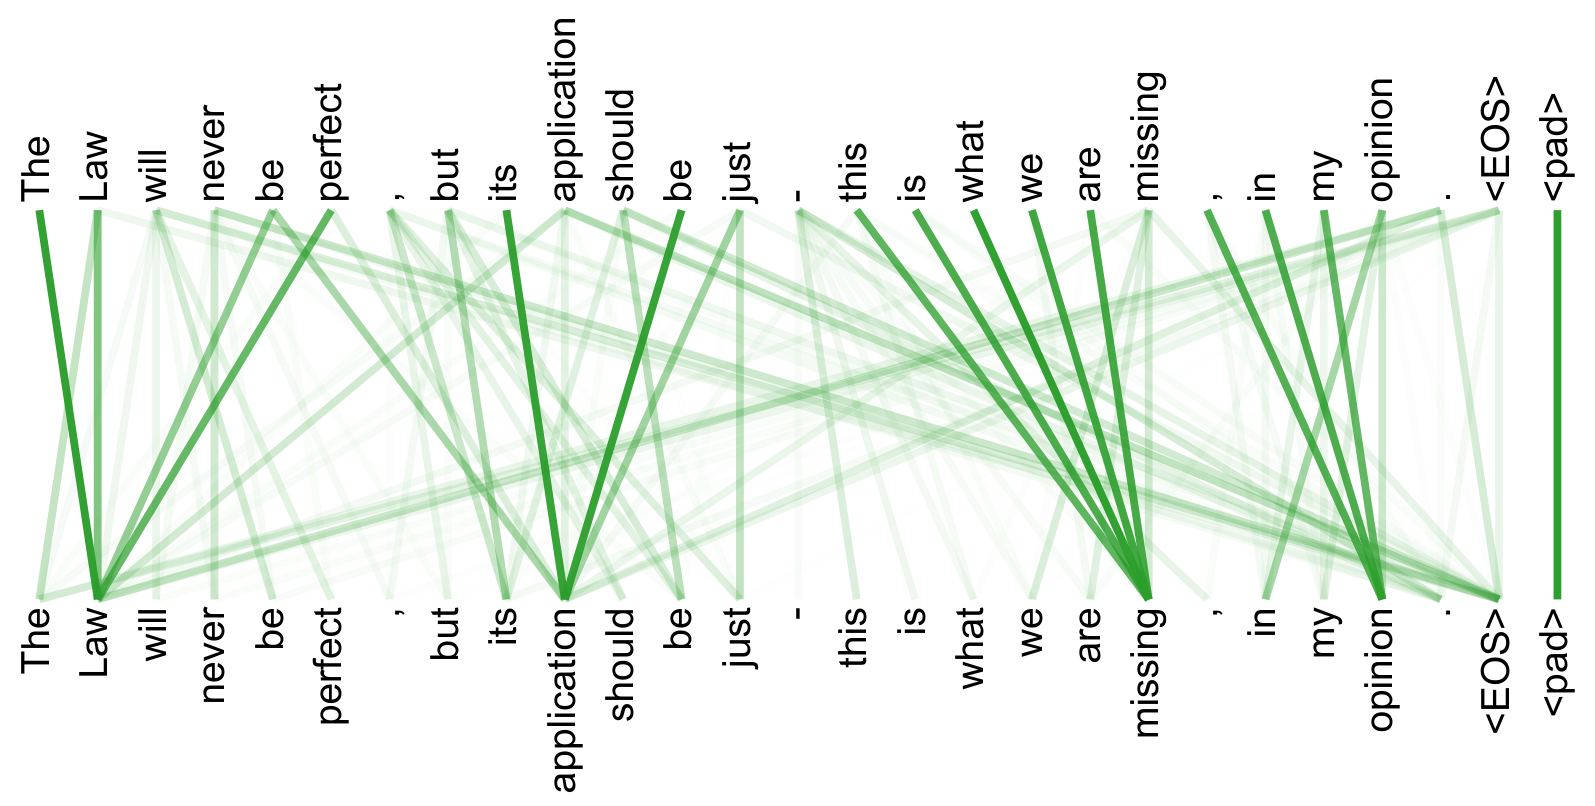 The Law will never be perfect , but its application should be just - this is what we are missing , in my opinion . <EOS> <pad>
The Law will never be perfect , but its application should be just - this is what we are missing , in my opinion . <EOS> <pad>